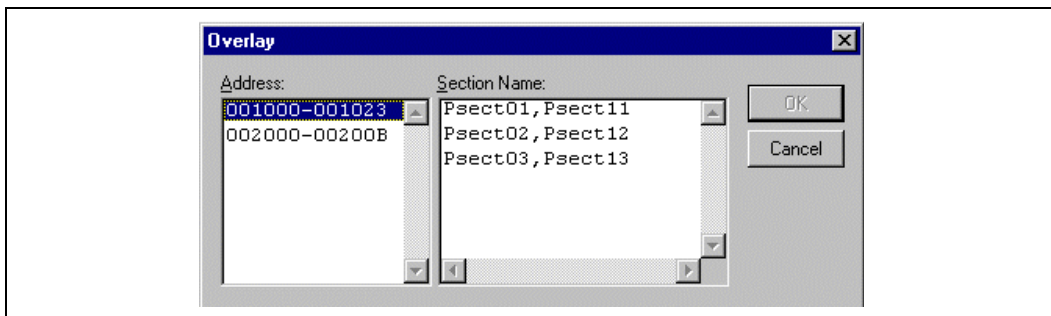 Overlay
Address:
Section Name:
001000-001023
002000-00200B
Psect01,Psect11
Psect02,Psect12
Psect03,Psect13
OK
Cancel